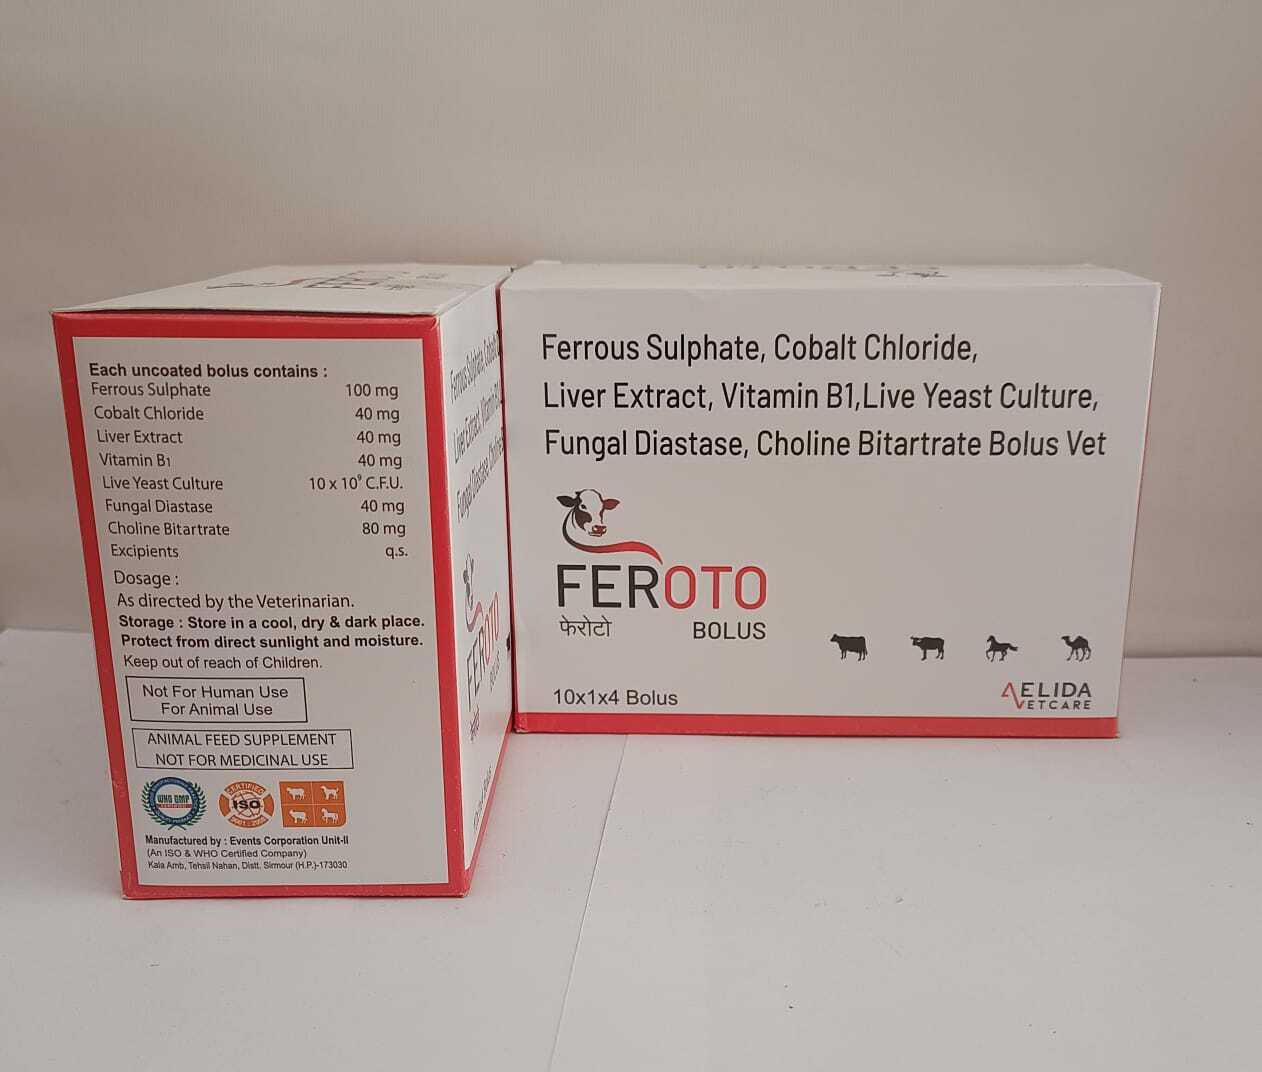 Each uncoated bolus contains :
Ferrous Sulphate 100 mg
Cobalt Chloride 40 mg
Liver Extract 40 mg
Vitamin B1 40 mg
Live Yeast Culture 10 x 10⁹ C.F.U.
Fungal Diastase 40 mg
Choline Bitartrate 80 mg
Excipients q.s.
Dosage :
As directed by the Veterinarian.
Storage : Store in a cool, dry & dark place.
Protect from direct sunlight and moisture.
Keep out of reach of Children.
Not For Human Use
For Animal Use
ANIMAL FEED SUPPLEMENT
NOT FOR MEDICINAL USE
WHO GMP
CERTIFIED
ISO
Manufactured by : Events Corporation Unit-II
(An ISO & WHO Certified Company)
Kala Amb, Tehsil Nahan, Distt. Sirmour (H.P.)-173030
FEROTO
BOLUS
Ferrous Sulphate, Cobalt Chloride,
Liver Extract, Vitamin B1,Live Yeast Culture,
Fungal Diastase, Choline Bitartrate Bolus Vet
FEROTO
फेरोटो BOLUS
10x1x4 Bolus
AELIDA
VETCARE